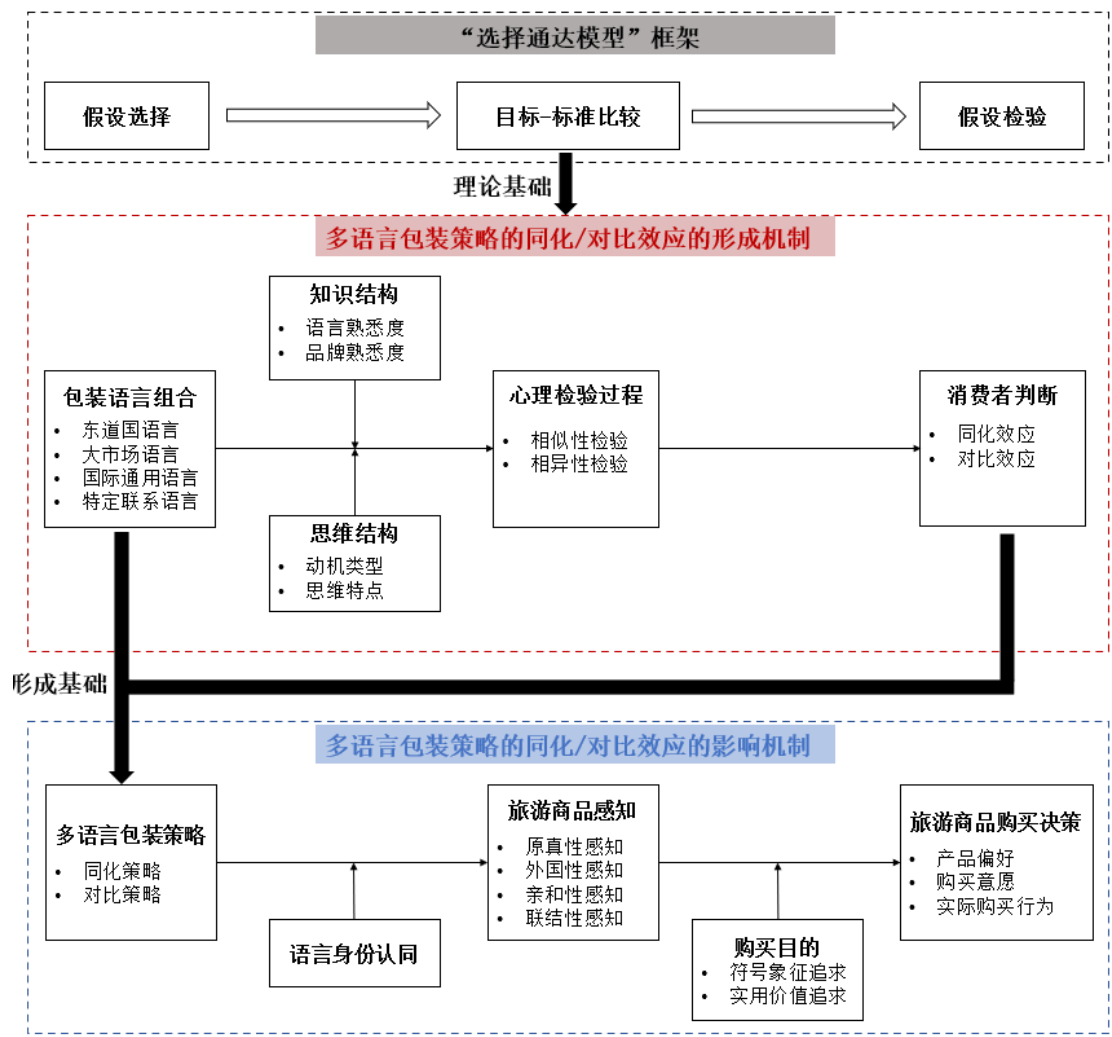 “选择通达模型”框架
假设选择
目标-标准比较
假设检验
理论基础
多语言包装策略的同化/对比效应的形成机制
知识结构
• 语言熟悉度
• 品牌熟悉度
包装语言组合
• 东道国语言
• 大市场语言
• 国际通用语言
• 特定联系语言
心理检验过程
• 相似性检验
• 相异性检验
消费者判断
• 同化效应
• 对比效应
思维结构
• 动机类型
• 思维特点
形成基础
多语言包装策略的同化/对比效应的影响机制
多语言包装策略
• 同化策略
• 对比策略
旅游商品感知
• 原真性感知
• 外国性感知
• 亲和性感知
• 联结性感知
旅游商品购买决策
• 产品偏好
• 购买意愿
• 实际购买行为
语言身份认同
购买目的
• 符号象征追求
• 实用价值追求